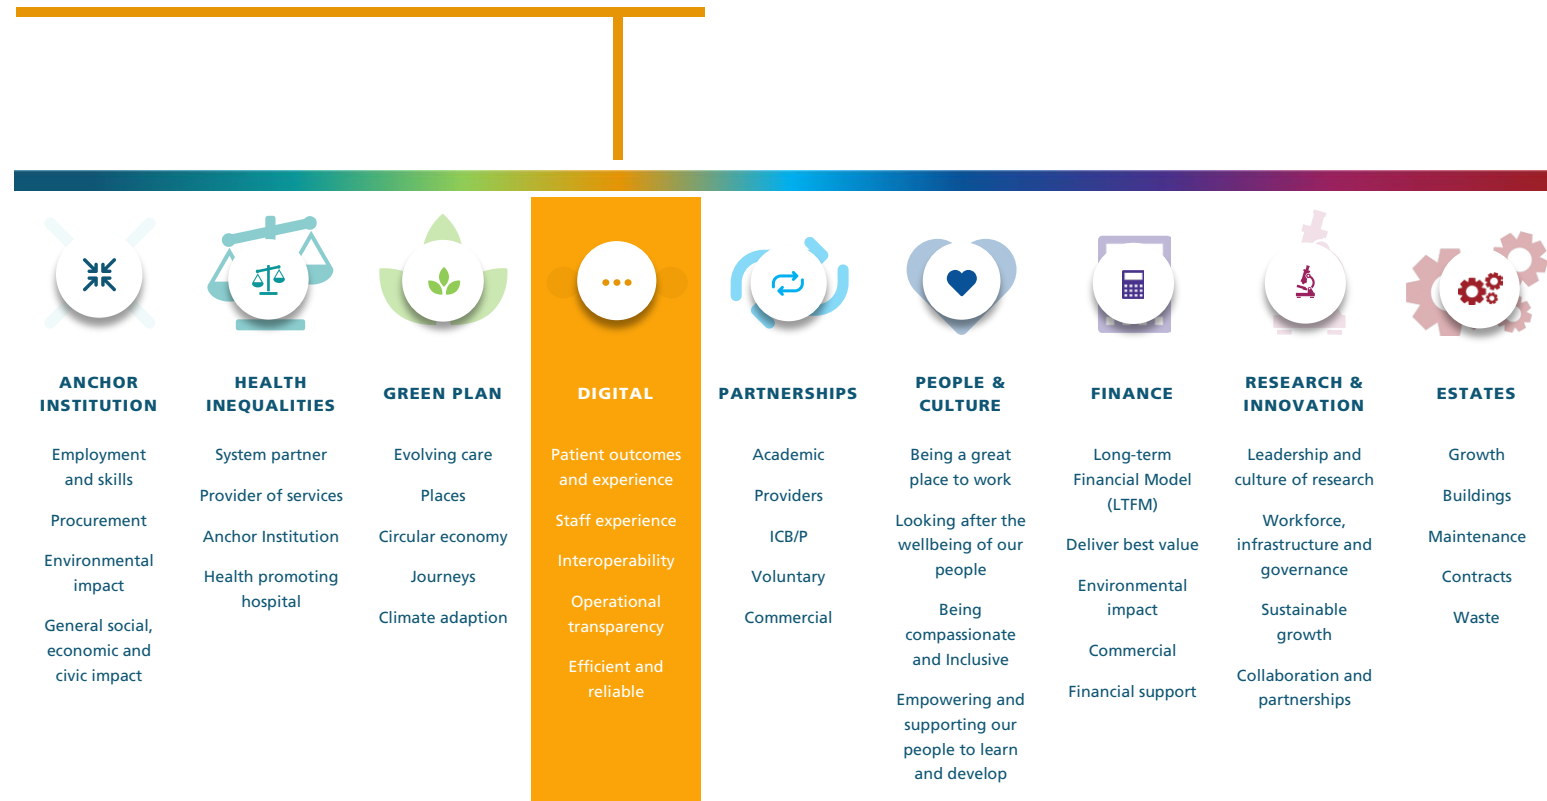 ANCHOR
INSTITUTION
Employment
and skills
Procurement
Environmental
impact
General social,
economic and
civic impact
HEALTH
INEQUALITIES
System partner
Provider of services
Anchor Institution
Health promoting
hospital
GREEN PLAN
Evolving care
Places
Circular economy
Journeys
Climate adaption
DIGITAL
Patient outcomes
and experience
Staff experience
Interoperability
Operational
transparency
Efficient and
reliable
PARTNERSHIPS
Academic
Providers
ICB/P
Voluntary
Commercial
PEOPLE &
CULTURE
Being a great
place to work
Looking after the
wellbeing of our
people
Being
compassionate
and Inclusive
Empowering and
supporting our
people to learn
and develop
FINANCE
Long-term
Financial Model
(LTFM)
Deliver best value
Environmental
impact
Commercial
Financial support
RESEARCH &
INNOVATION
Leadership and
culture of research
Workforce,
infrastructure and
governance
Sustainable
growth
Collaboration and
partnerships
ESTATES
Growth
Buildings
Maintenance
Contracts
Waste